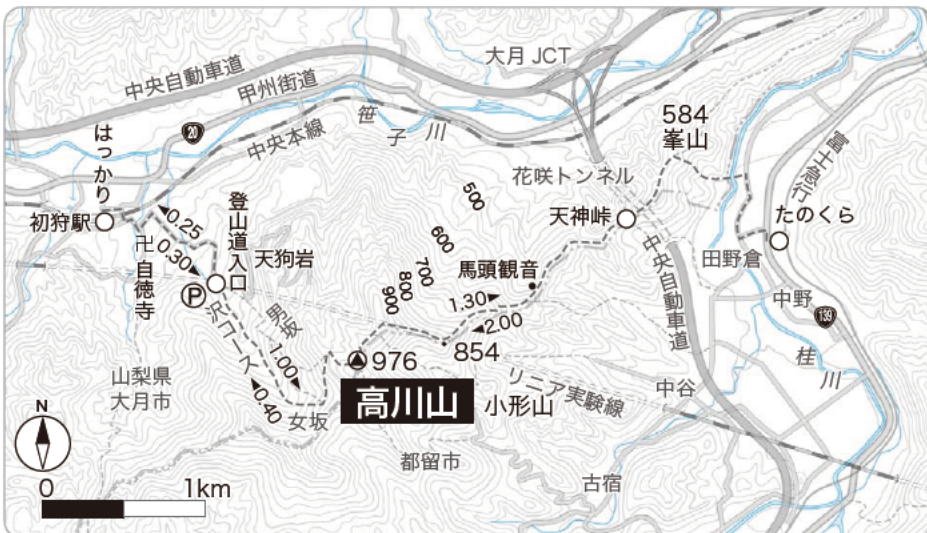 大月JCT
中央自動車道
甲州街道
20
中央本線
笹子川
584
峯山
富士急行
はつかり
初狩駅
0.25
0.30
登山道入口
天狗岩
卍自徳寺
P
花咲トンネル
天神峠
たのくら
田野倉
中央自動車道
500
600
700
800
900
馬頭観音
1.30
2.00
854
976
高川山
小形山
男坂
沢コース
1.00
0.40
女坂
山梨県
大月市
都留市
リニア実験線
中谷
古宿
中野
139
桂川
N
0
1km